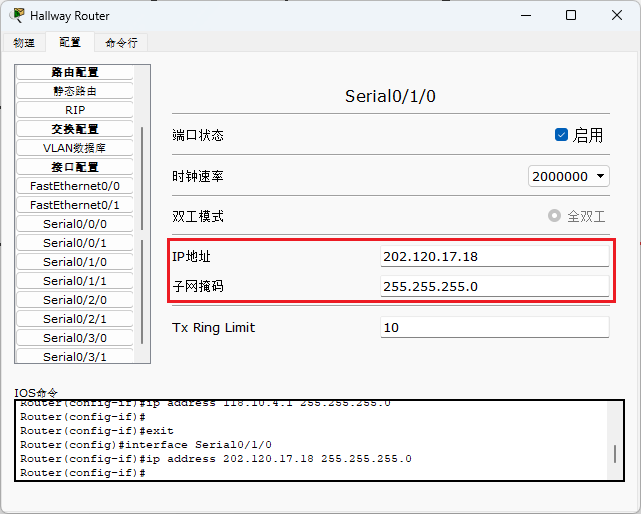 Hallway Router
物理 配置 命令行
路由配置
静态路由
RIP
交换配置
VLAN数据库
接口配置
FastEthernet0/0
FastEthernet0/1
Serial0/0/0
Serial0/0/1
Serial0/1/0
Serial0/1/1
Serial0/2/0
Serial0/2/1
Serial0/3/0
Serial0/3/1
Serial0/1/0
端口状态 启用
时钟速率 2000000
双工模式 全双工
IP地址 202.120.17.18
子网掩码 255.255.255.0
Tx Ring Limit 10
IOS命令
Router(config-if)#ip address 118.10.4.1 255.255.255.0
Router(config-if)#
Router(config-if)#exit
Router(config)#interface Serial0/1/0
Router(config-if)#ip address 202.120.17.18 255.255.255.0
Router(config-if)#